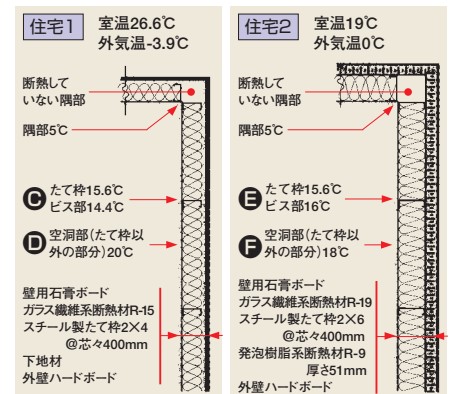 住宅1
室温26.6℃
外気温-3.9℃
断熱して
いない隅部
隅部5℃
C たて枠15.6℃
ビス部14.4℃
D 空洞部(たて枠以
外の部分)20℃
壁用石膏ボード
ガラス繊維系断熱材R-15
スチール製たて枠2×4
@芯々400mm
下地材
外壁ハードボード
住宅2
室温19℃
外気温0℃
断熱して
いない隅部
隅部5℃
E たて枠15.6℃
ビス部16℃
F 空洞部(たて枠以
外の部分)18℃
壁用石膏ボード
ガラス繊維系断熱材R-19
スチール製たて枠2×6
@芯々400mm
発泡樹脂系断熱材R-9
厚さ51mm
外壁ハードボード